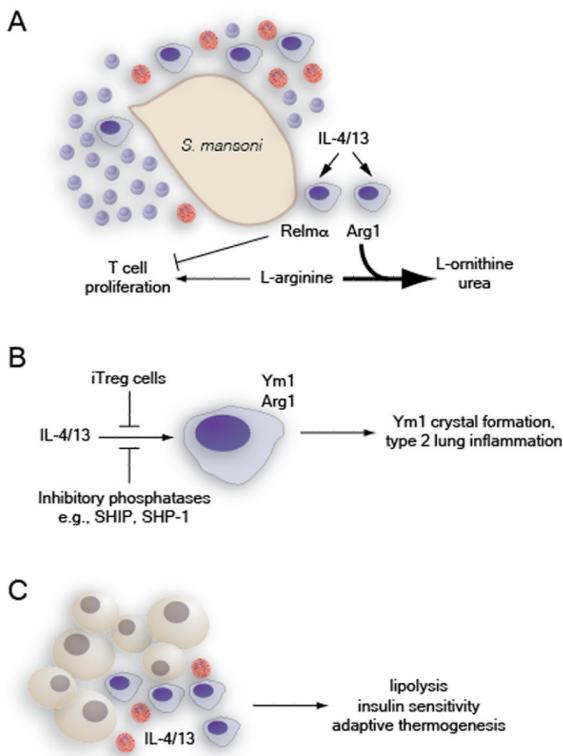 A
S. mansoni
IL-4/13
Relmα
Arg1
T cell
proliferation
L-arginine
L-ornithine
urea
B
iTreg cells
Ym1
Arg1
IL-4/13
Ym1 crystal formation,
type 2 lung inflammation
Inhibitory phosphatases
e.g., SHIP, SHP-1
C
IL-4/13
lipolysis
insulin sensitivity
adaptive thermogenesis